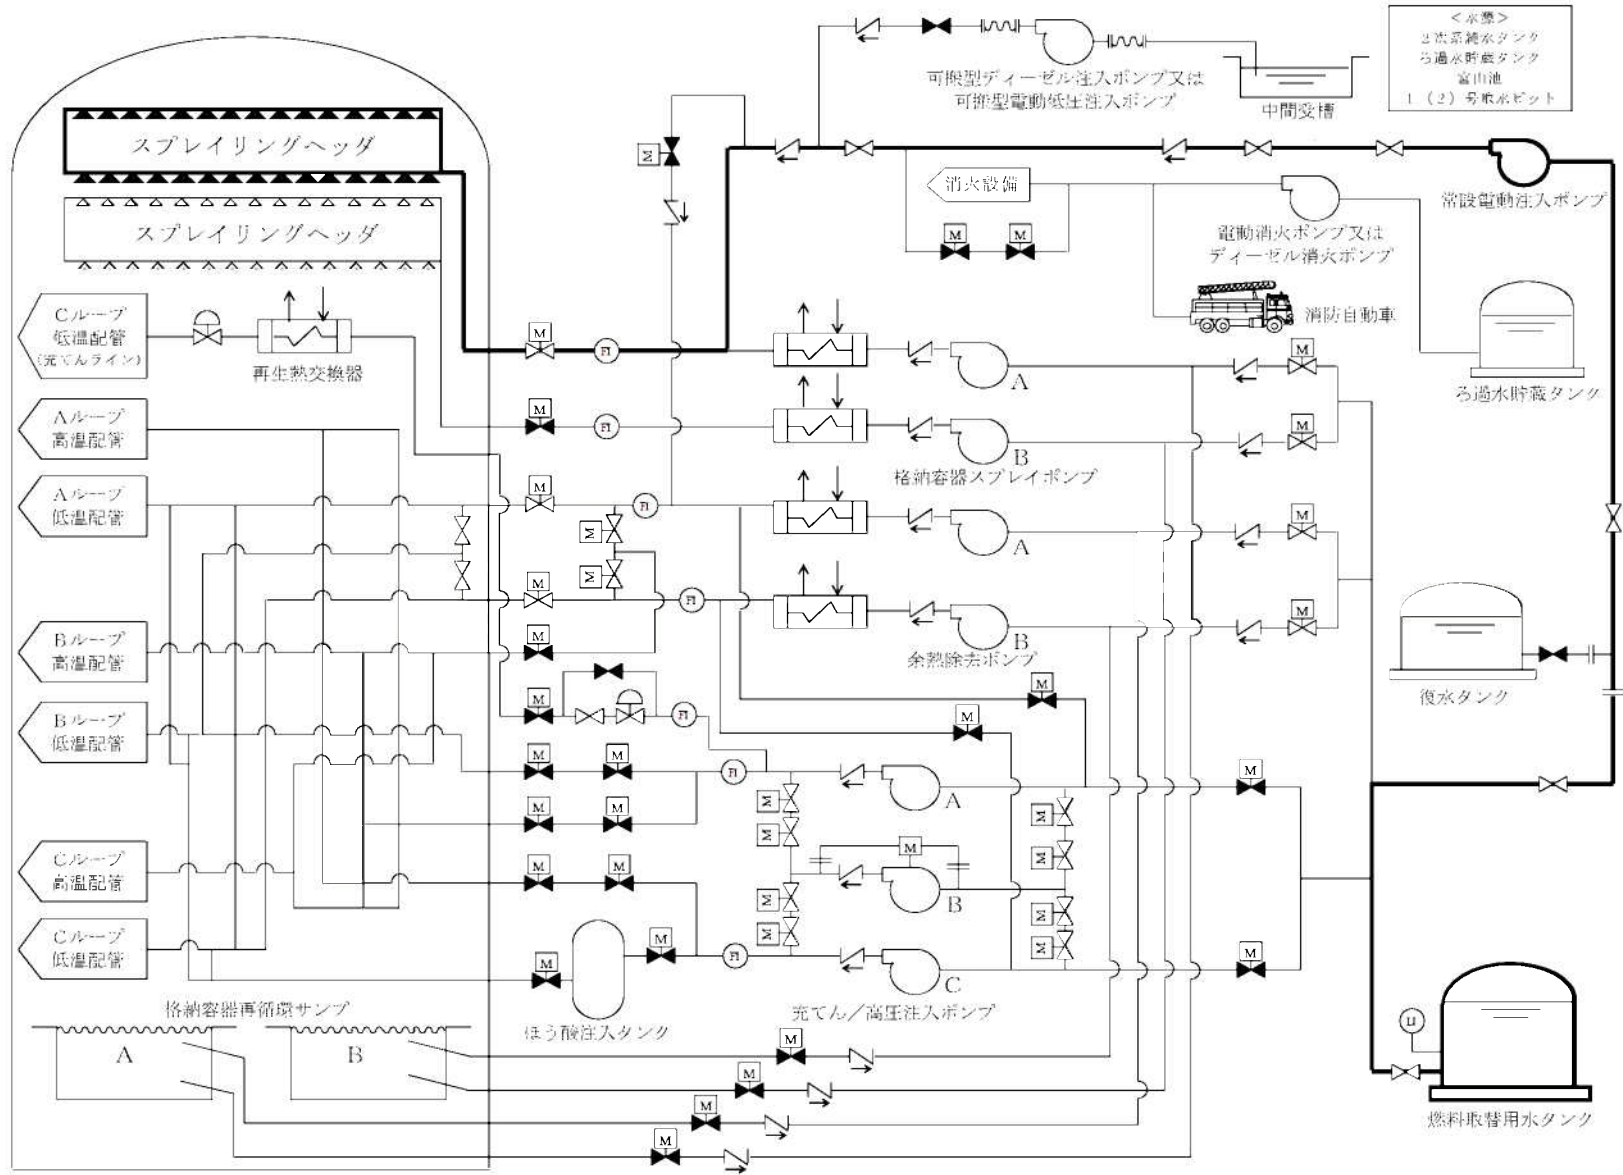 <水源>
2次系純水タンク
ろ過水貯蔵タンク
宮山池
1(2)号取水ピット
可搬型ディーゼル注入ポンプ又は
可搬型電動低圧注入ポンプ
中間受槽
スプレイリングヘッダ
M
消火設備
常設電動注入ポンプ
スプレイリングヘッダ
M
M
電動消火ポンプ又は
ディーゼル消火ポンプ
Cループ
低温配管
(充てんライン)
再生熱交換器
消防自動車
M
FI
A
M
ろ過水貯蔵タンク
Aループ
高温配管
M
FI
B
M
格納容器スプレイポンプ
Aループ
低温配管
M
FI
M
A
M
M
M
FI
B
M
余熱除去ポンプ
Bループ
高温配管
M
M
復水タンク
Bループ
低温配管
M
FI
M
M
M
FI
A
M
M
M
M
M
M
M
M
Cループ
高温配管
M
M
M
B
M
M
M
M
Cループ
低温配管
M
M
FI
C
M
格納容器再循環サンプ
ほう酸注入タンク
充てん/高圧注入ポンプ
A
B
M
M
M
M
LI
燃料取替用水タンク